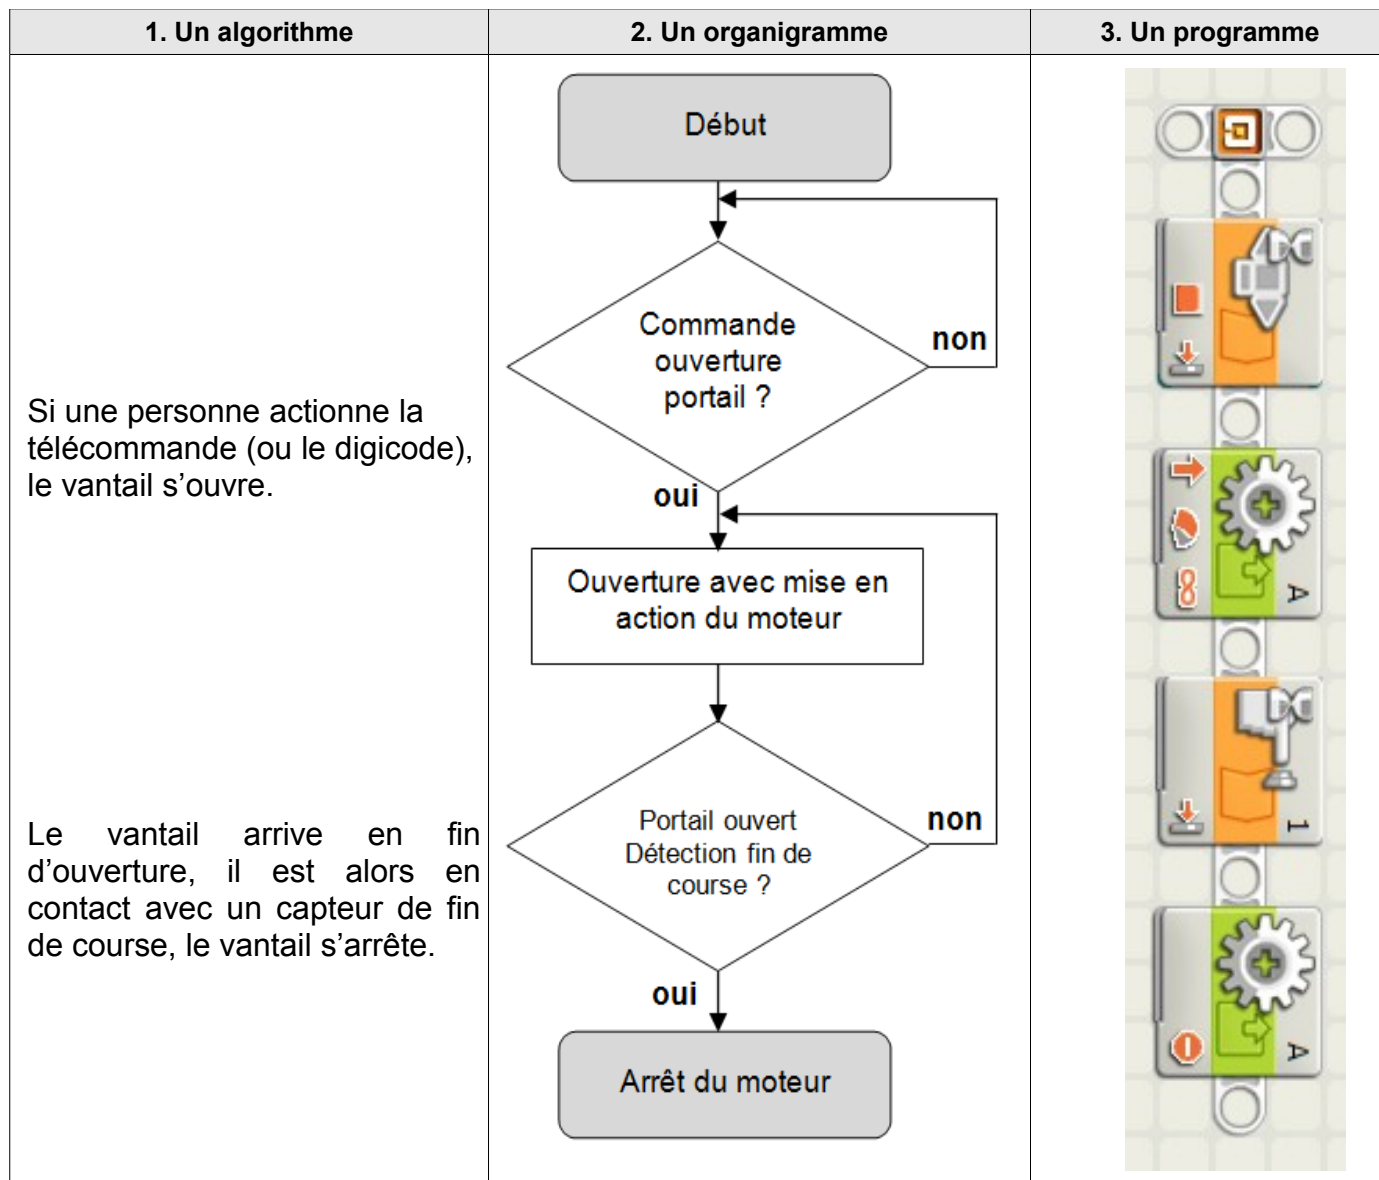 1. Un algorithme
2. Un organigramme
3. Un programme
Si une personne actionne la
télécommande (ou le digicode),
le vantail s’ouvre.
Le vantail arrive en fin
d’ouverture, il est alors en
contact avec un capteur de fin
de course, le vantail s’arrête.
Début
Commande
ouverture
portail ?
non
oui
Ouverture avec mise en
action du moteur
Portail ouvert
Détection fin de
course ?
non
oui
Arrêt du moteur
A
1
A